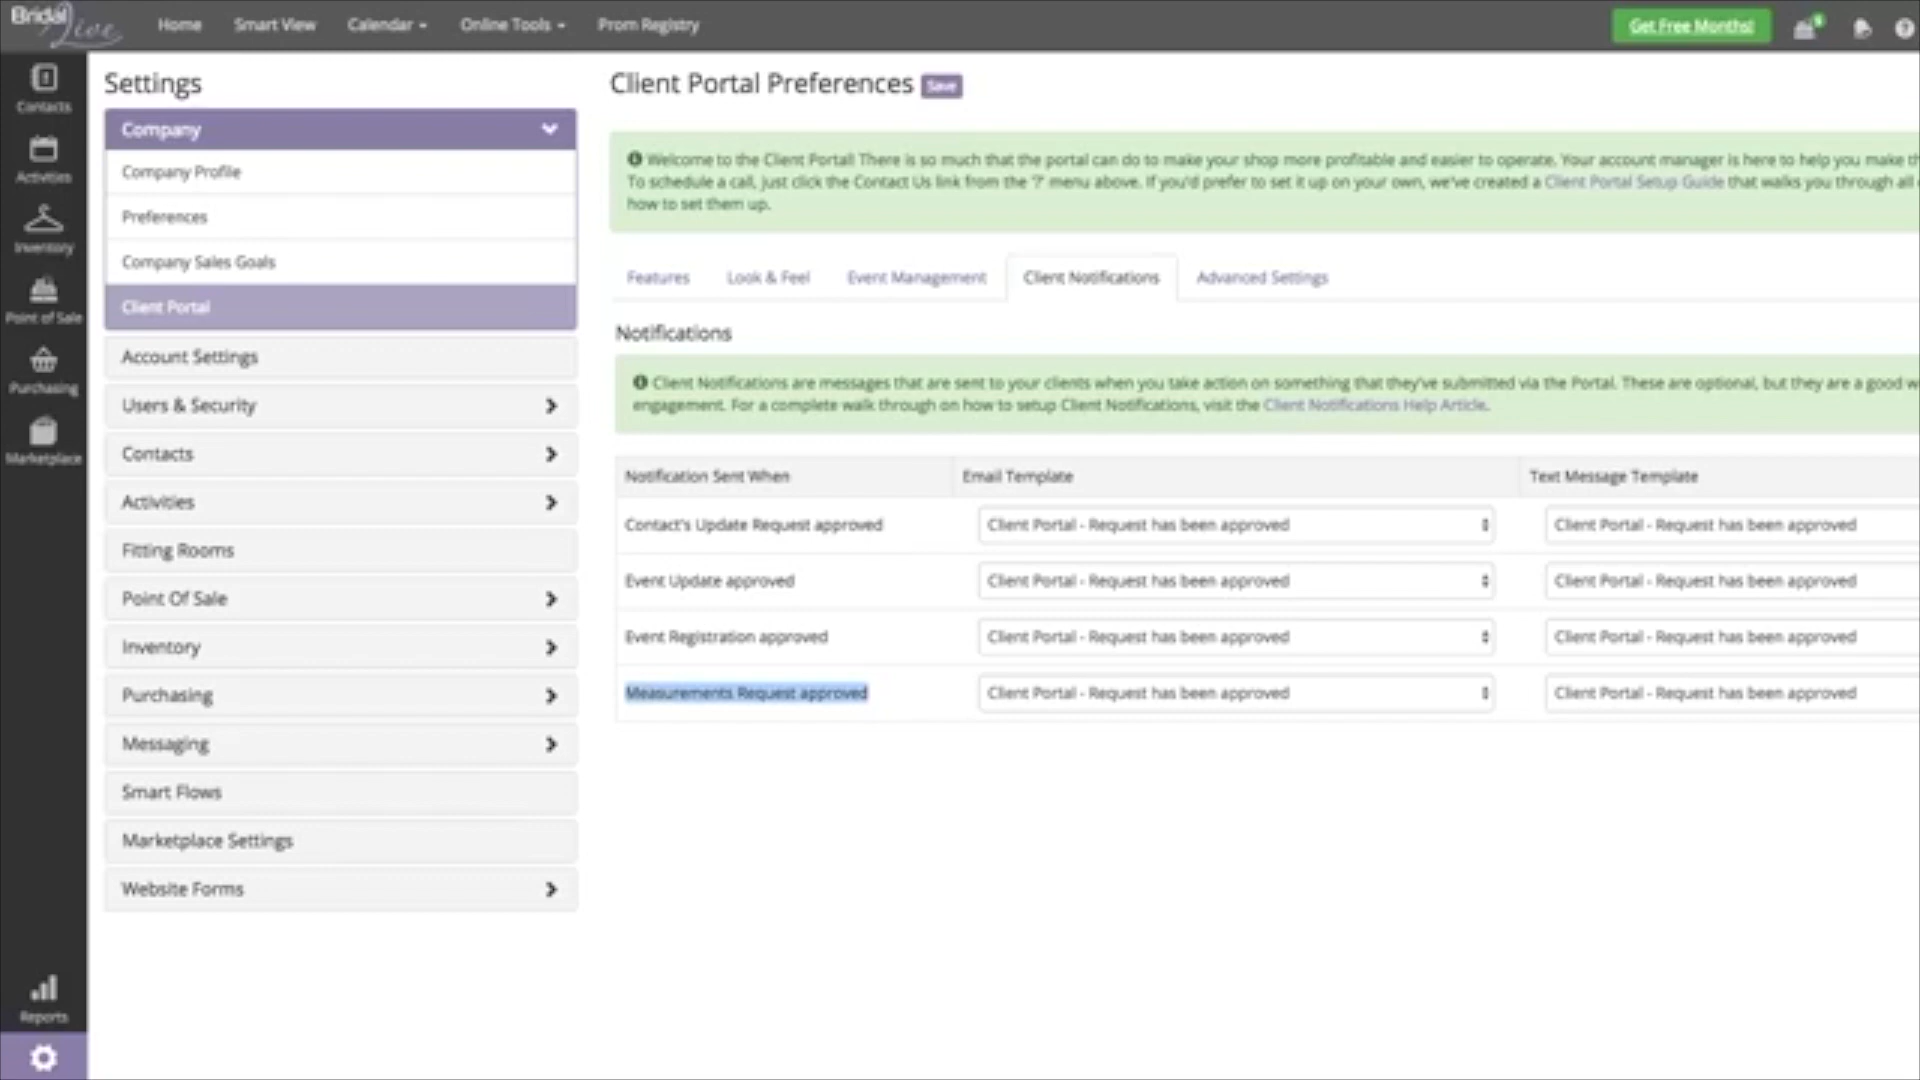 Bridal Live
Home Smart View Calendar Online Tools Prom Registry
Get Free Months!
Contacts
Activities
Inventory
Point of Sale
Purchasing
Marketplace
Reports
Settings
Company
Company Profile
Preferences
Company Sales Goals
Client Portal
Account Settings
Users & Security
Contacts
Activities
Fitting Rooms
Point Of Sale
Inventory
Purchasing
Messaging
Smart Flows
Marketplace Settings
Website Forms
Client Portal Preferences Save
Welcome to the Client Portal! There is so much that the portal can do to make your shop more profitable and easier to operate. Your account manager is here to help you make
To schedule a call, just click the Contact Us link from the '?' menu above. If you'd prefer to set it up on your own, we've created a Client Portal Setup Guide that walks you through all
how to set them up.
Features Look & Feel Event Management Client Notifications Advanced Settings
Notifications
Client Notifications are messages that are sent to your clients when you take action on something that they've submitted via the Portal. These are optional, but they are a good
engagement. For a complete walk through on how to setup Client Notifications, visit the Client Notifications Help Article.
Notification Sent When Email Template Text Message Template
Contact's Update Request approved Client Portal - Request has been approved Client Portal - Request has been approved
Event Update approved Client Portal - Request has been approved Client Portal - Request has been approved
Event Registration approved Client Portal - Request has been approved Client Portal - Request has been approved
Measurements Request approved Client Portal - Request has been approved Client Portal - Request has been approved